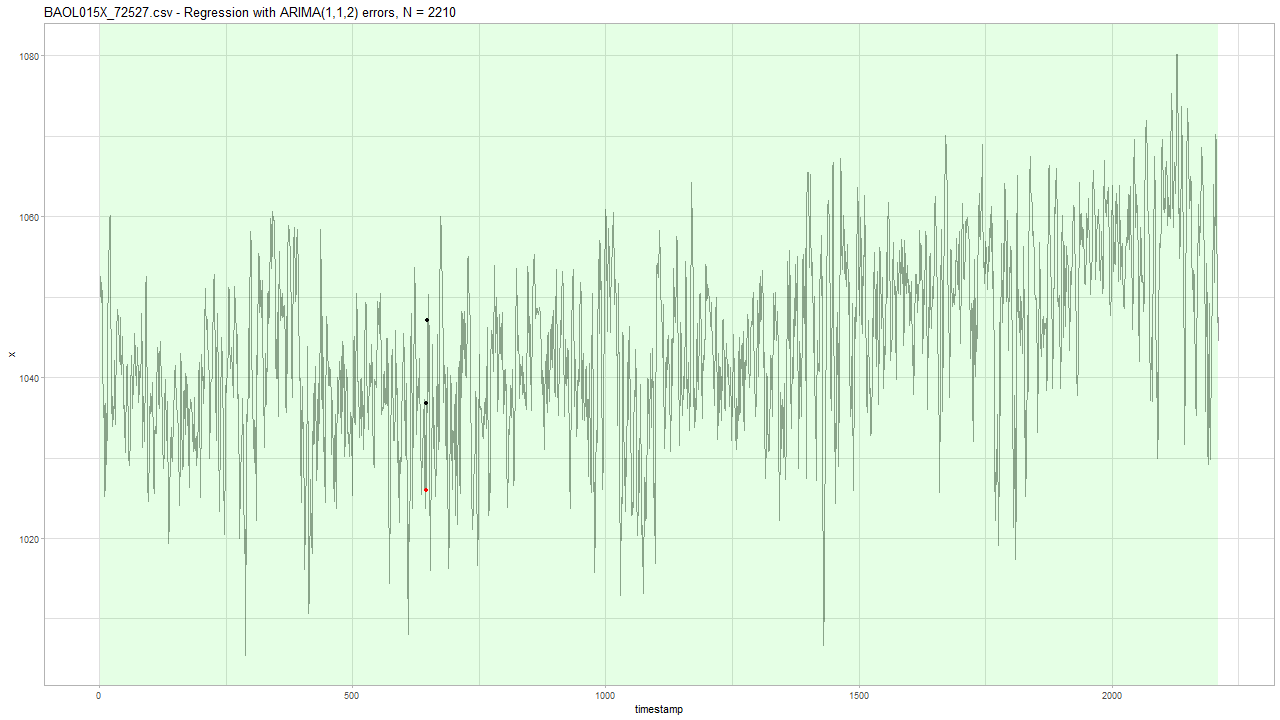 BAOL015X_72527.csv - Regression with ARIMA(1,1,2) errors, N = 2210
1080
1060
x
1040
1020
0 500 1000 1500 2000
timestamp